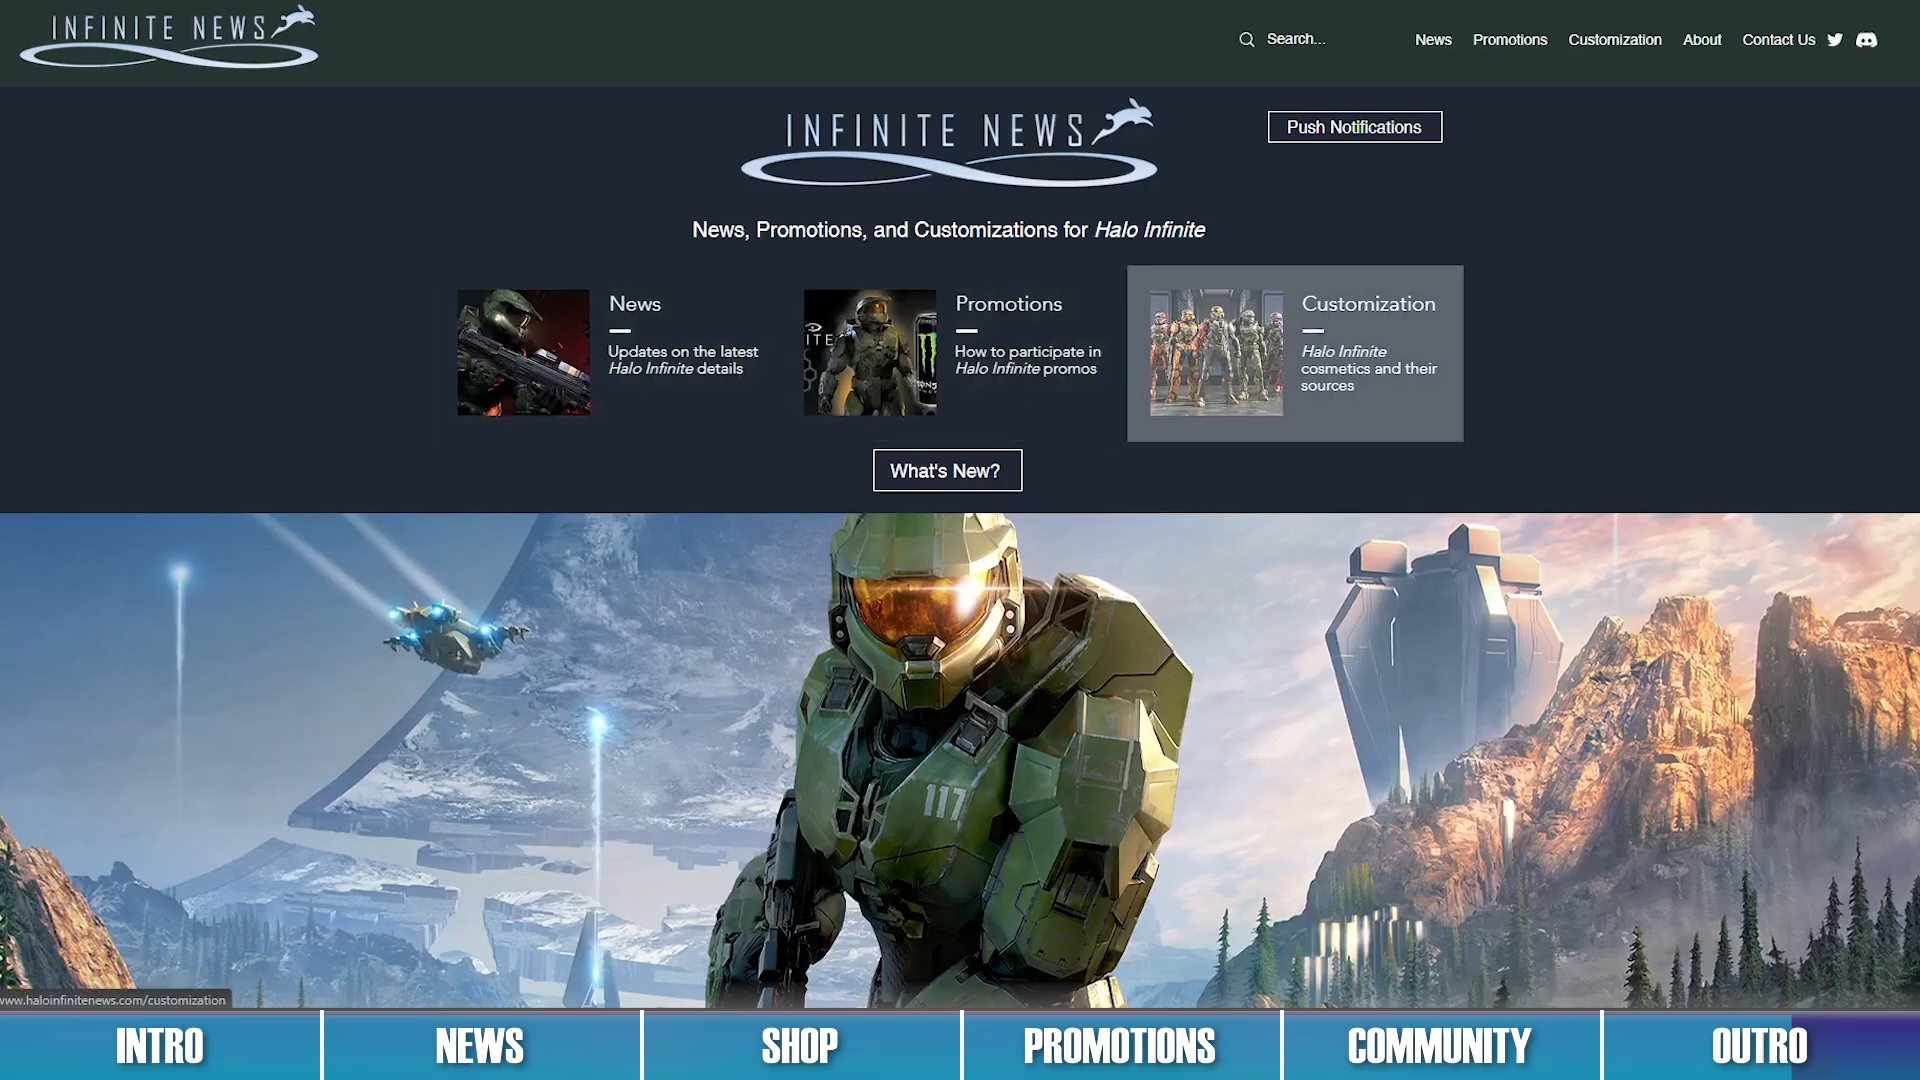 INFINITE NEWS
Search...
News
Promotions
Customization
About
Contact Us
INFINITE NEWS
Push Notifications
News, Promotions, and Customizations for Halo Infinite
News
Updates on the latest
Halo Infinite details
Promotions
How to participate in
Halo Infinite promos
Customization
Halo Infinite
cosmetics and their
sources
What's New?
117
www.haloinfinitenews.com/customization
INTRO
NEWS
SHOP
PROMOTIONS
COMMUNITY
OUTRO